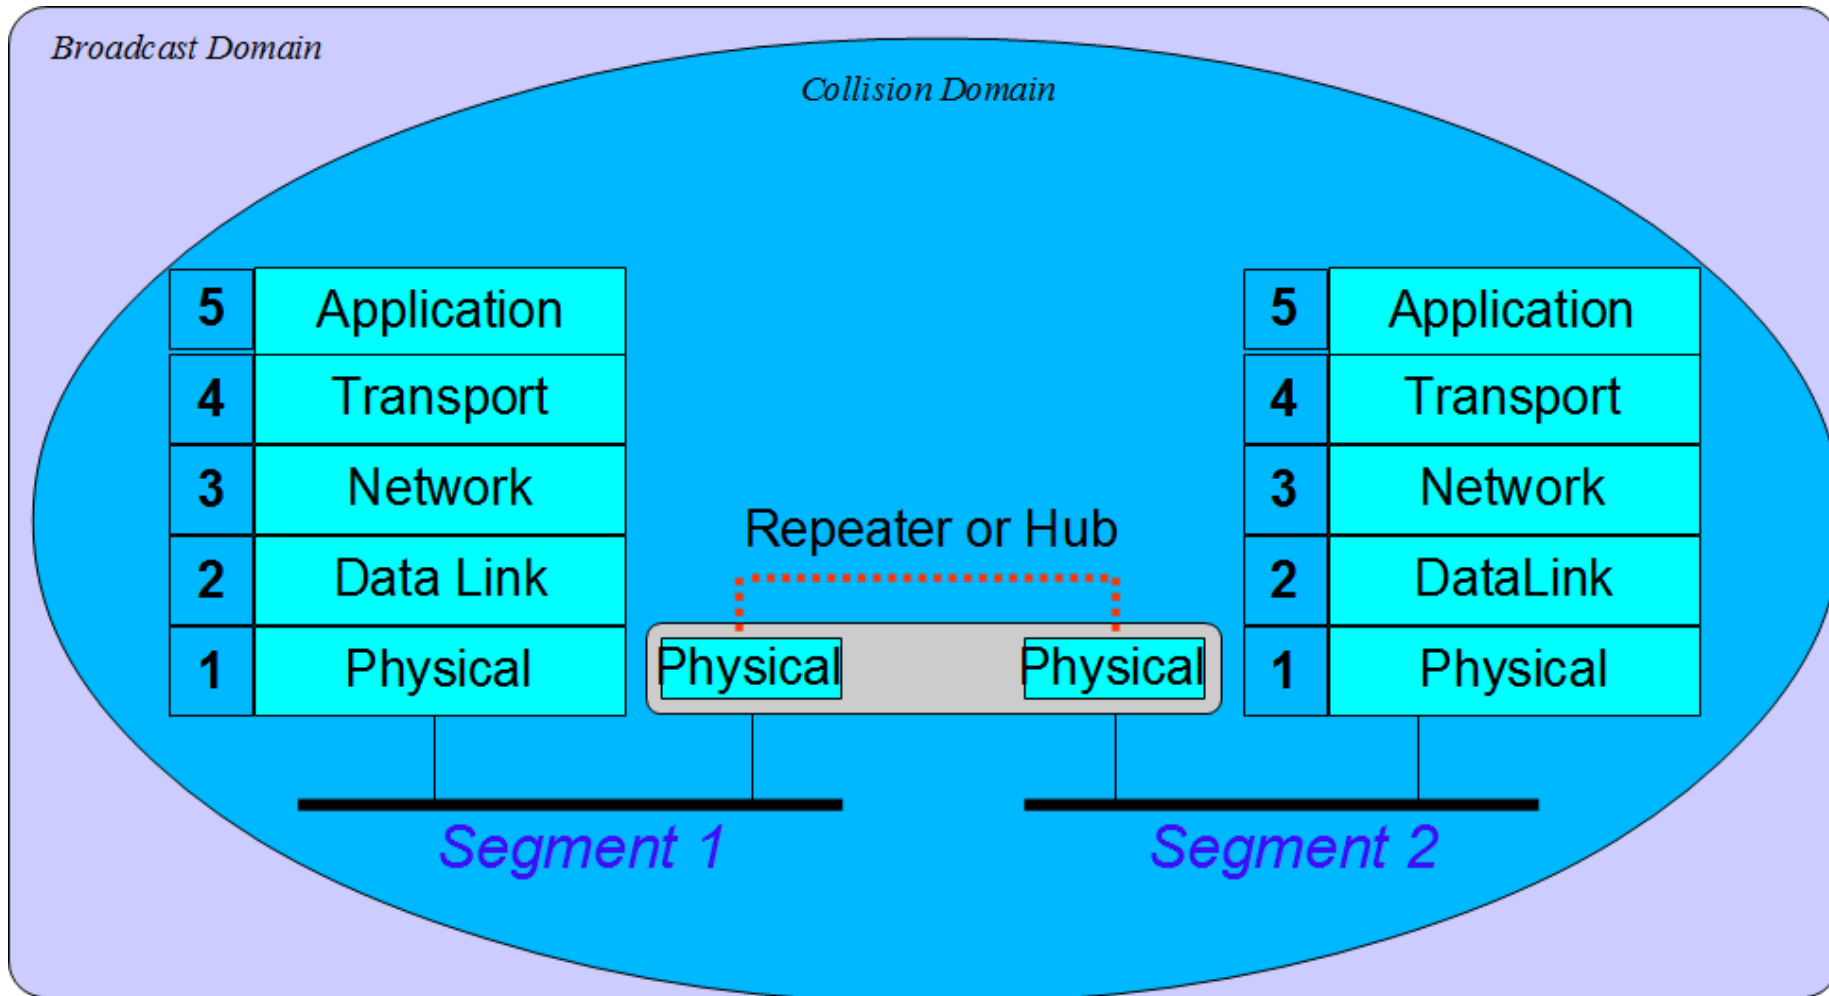 Broadcast Domain
Collision Domain
5 Application
4 Transport
3 Network
2 Data Link
1 Physical
Repeater or Hub
Physical Physical
5 Application
4 Transport
3 Network
2 DataLink
1 Physical
Segment 1
Segment 2